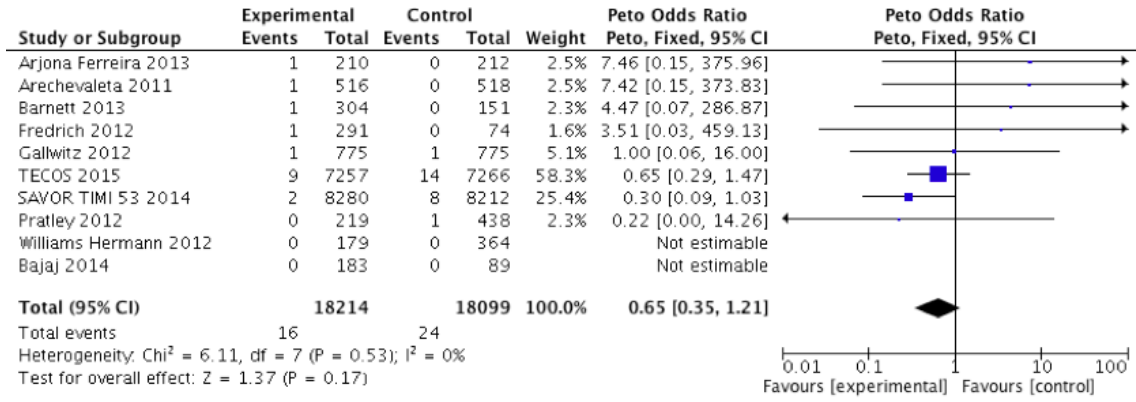 Experimental Control Peto Odds Ratio Peto Odds Ratio
Study or Subgroup Events Total Events Total Weight Peto, Fixed, 95% CI Peto, Fixed, 95% CI
Arjona Ferreira 2013 1 210 0 212 2.5% 7.46 [0.15, 375.96]
Arechevaleta 2011 1 516 0 518 2.5% 7.42 [0.15, 373.83]
Barnett 2013 1 304 0 151 2.3% 4.47 [0.07, 286.87]
Fredrich 2012 1 291 0 74 1.6% 3.51 [0.03, 459.13]
Gallwitz 2012 1 775 1 775 5.1% 1.00 [0.06, 16.00]
TECOS 2015 9 7257 14 7266 58.3% 0.65 [0.29, 1.47]
SAVOR TIMI 53 2014 2 8280 8 8212 25.4% 0.30 [0.09, 1.03]
Pratley 2012 0 219 1 438 2.3% 0.22 [0.00, 14.26]
Williams Hermann 2012 0 179 0 364 Not estimable
Bajaj 2014 0 183 0 89 Not estimable
Total (95% CI) 18214 18099 100.0% 0.65 [0.35, 1.21]
Total events 16 24
Heterogeneity: Chi² = 6.11, df = 7 (P = 0.53); I² = 0%
Test for overall effect: Z = 1.37 (P = 0.17)
0.01 0.1 1 10 100
Favours [experimental] Favours [control]